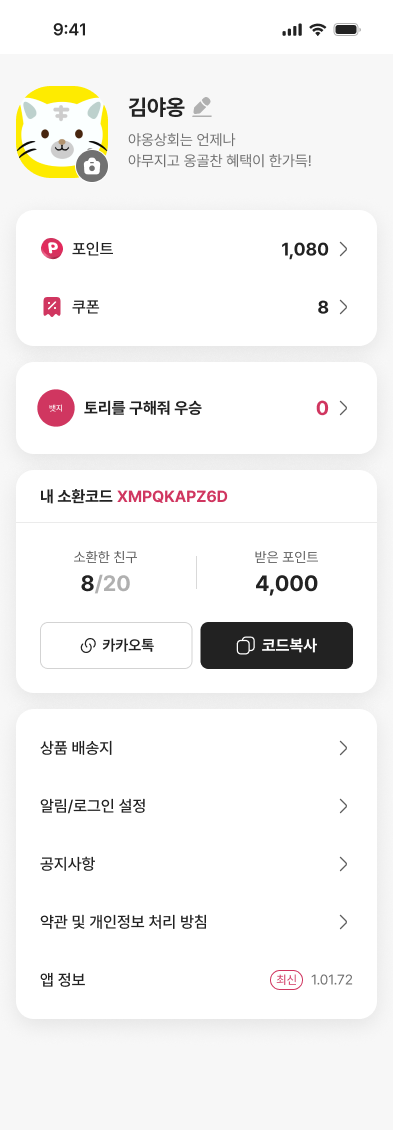 9:41
김야옹
야옹상회는 언제나
야무지고 옹골찬 혜택이 한가득!
P 포인트 1,080
쿠폰 8
뱃지 토리를 구해줘 우승 0
내 소환코드 XMPQKAPZ6D
소환한 친구 받은 포인트
8/20 4,000
카카오톡 코드복사
상품 배송지
알림/로그인 설정
공지사항
약관 및 개인정보 처리 방침
앱 정보 최신 1.01.72